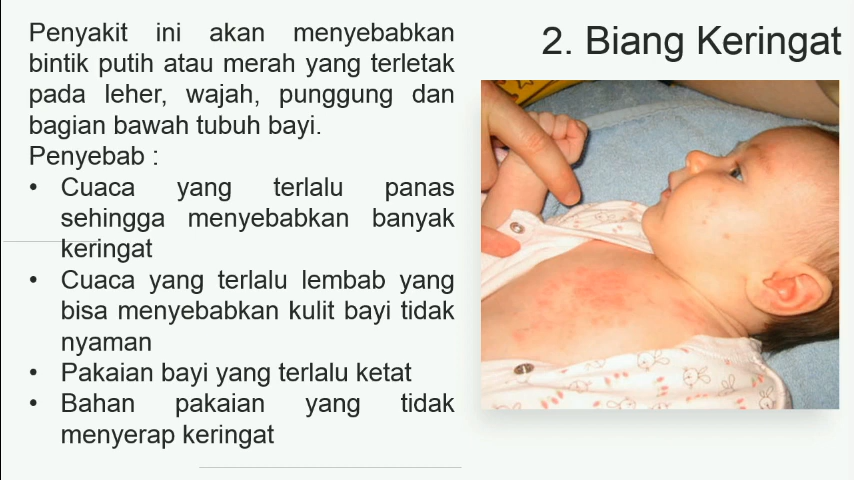 2. Biang Keringat
Penyakit ini akan menyebabkan
bintik putih atau merah yang terletak
pada leher, wajah, punggung dan
bagian bawah tubuh bayi.
Penyebab :
• Cuaca yang terlalu panas
sehingga menyebabkan banyak
keringat
• Cuaca yang terlalu lembab yang
bisa menyebabkan kulit bayi tidak
nyaman
• Pakaian bayi yang terlalu ketat
• Bahan pakaian yang tidak
menyerap keringat